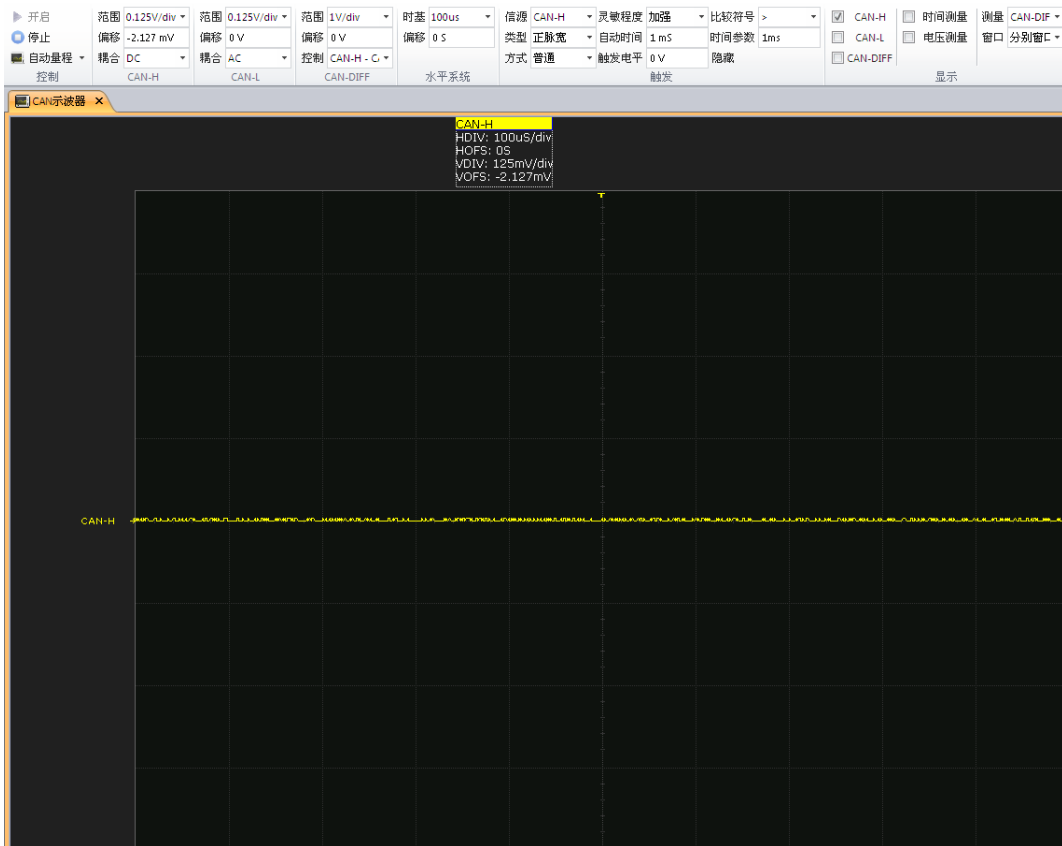 开启 范围 0.125V/div 范围 0.125V/div 范围 1V/div 时基 100us 信源 CAN-H 灵敏程度 加强 比较符号 > CAN-H 时间测量 测量 CAN-DIF
停止 偏移 -2.127 mV 偏移 0 V 偏移 0 V 偏移 0 S 类型 正脉宽 自动时间 1 mS 时间参数 1ms CAN-L 电压测量 窗口 分别窗
自动量程 耦合 DC 耦合 AC 控制 CAN-H - C 方式 普通 触发电平 0 V 隐藏 CAN-DIFF
控制 CAN-H CAN-L CAN-DIFF 水平系统 触发 显示
CAN示波器
CAN-H
HDIV: 100uS/div
HOFS: 0S
VDIV: 125mV/div
VOFS: -2.127mV
T
CAN-H